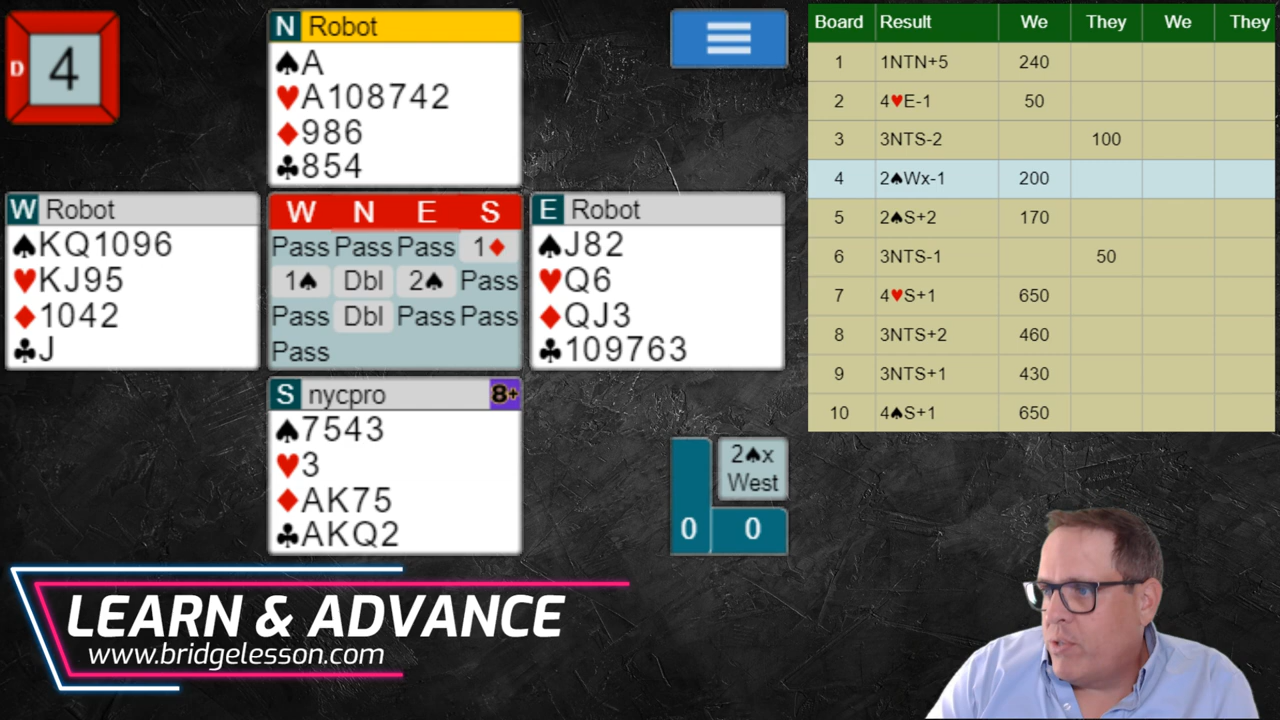 D 4
N Robot
♠A
♥A108742
♦986
♣854
W Robot
♠KQ1096
♥KJ95
♦1042
♣J
W N E S
Pass Pass Pass 1♦
1♠ Dbl 2♠ Pass
Pass Dbl Pass Pass
Pass
E Robot
♠J82
♥Q6
♦QJ3
♣109763
S nycpro 8+
♠7543
♥3
♦AK75
♣AKQ2
2♠x
West
0 0
Board Result We They We They
1 1NTN+5 240
2 4♥E-1 50
3 3NTS-2 100
4 2♠Wx-1 200
5 2♠S+2 170
6 3NTS-1 50
7 4♥S+1 650
8 3NTS+2 460
9 3NTS+1 430
10 4♠S+1 650
LEARN & ADVANCE
www.bridgelesson.com